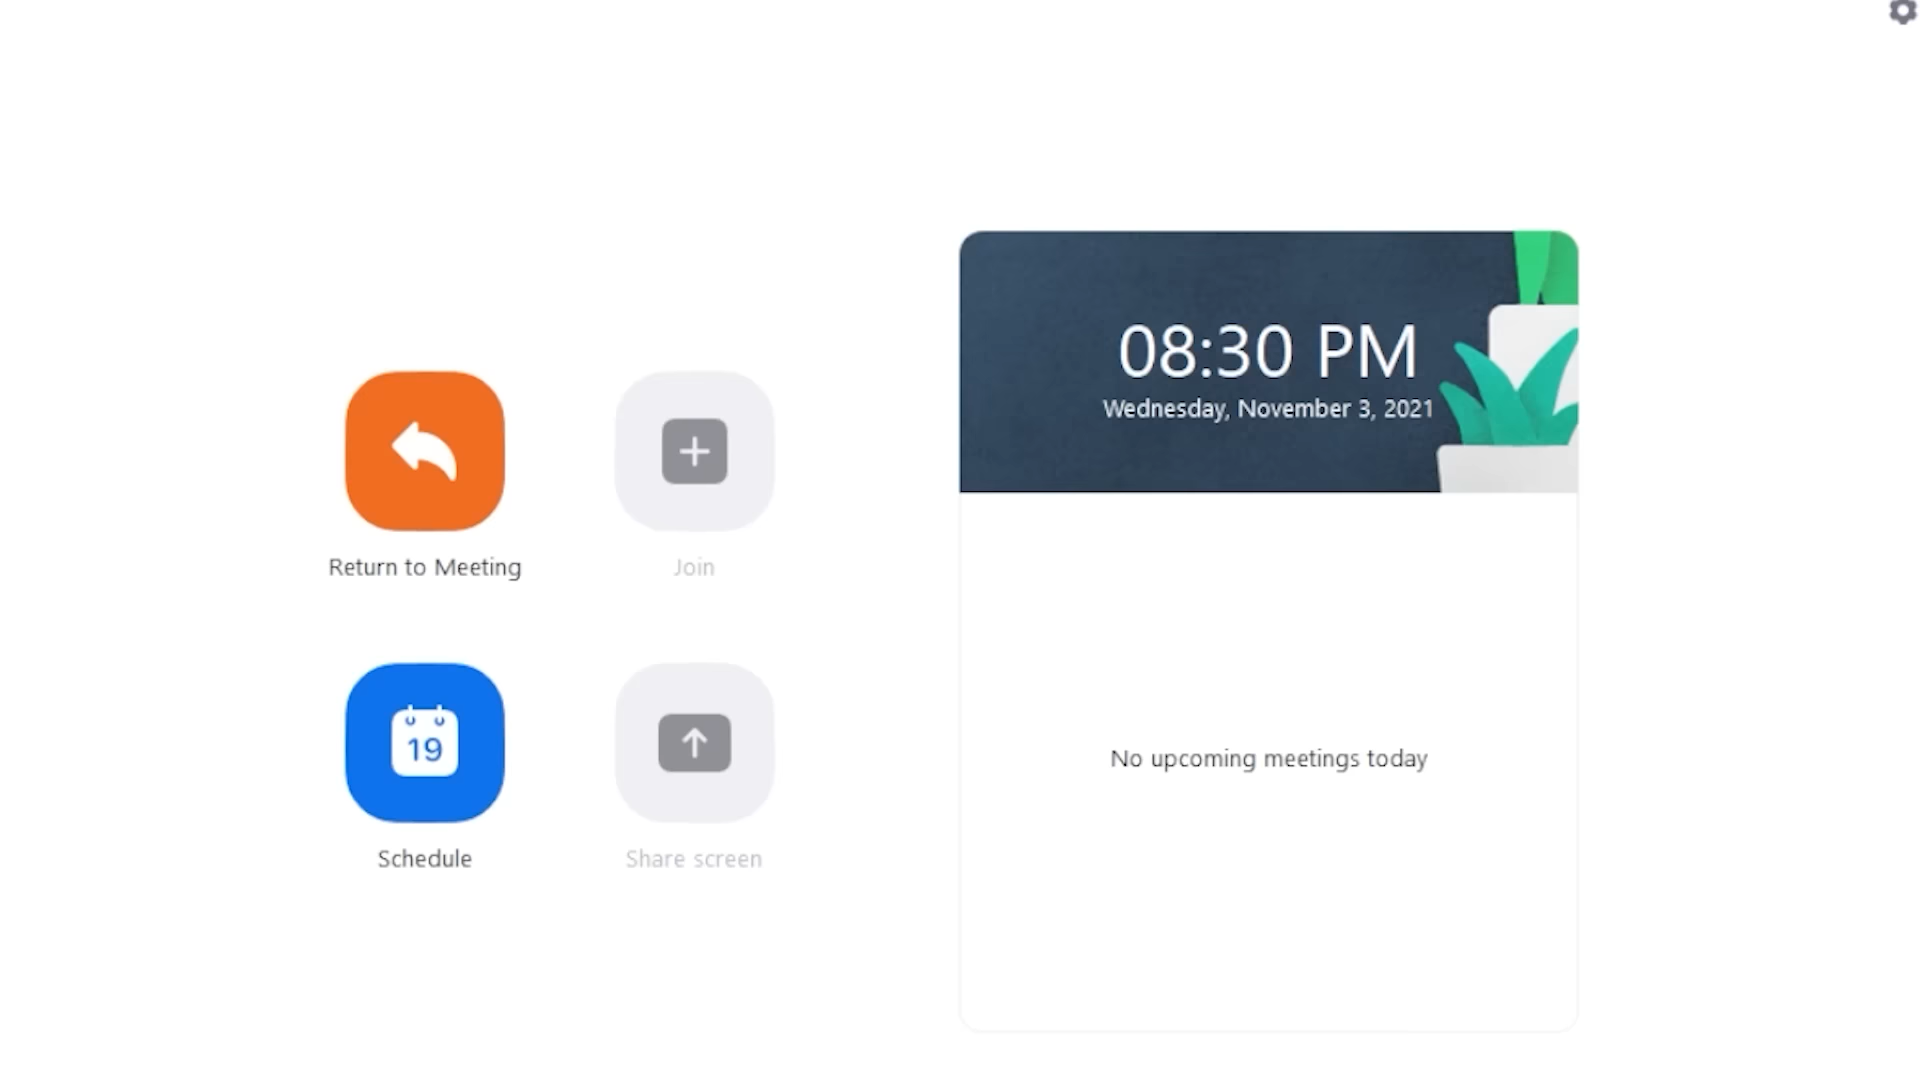 08:30 PM
Wednesday, November 3, 2021
Return to Meeting
Join
19
Schedule
Share screen
No upcoming meetings today